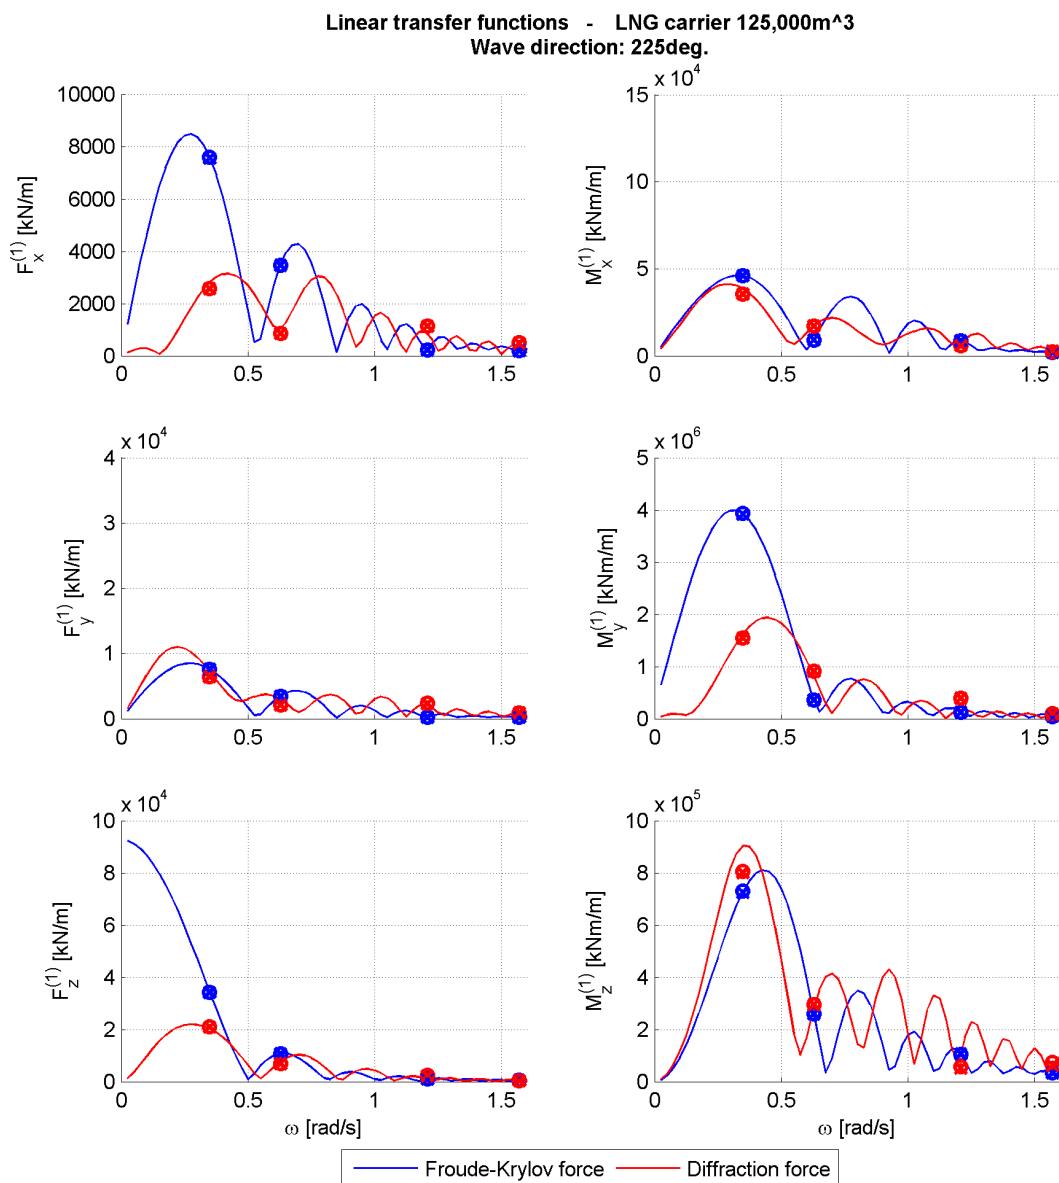 Linear transfer functions - LNG carrier 125,000m^3
Wave direction: 225deg.
10000
8000
6000
4000
2000
0
F_x^(1) [kN/m]
0 0.5 1 1.5
x 10^4
15
10
5
0
M_x^(1) [kNm/m]
0 0.5 1 1.5
x 10^4
4
3
2
1
0
F_y^(1) [kN/m]
0 0.5 1 1.5
x 10^6
5
4
3
2
1
0
M_y^(1) [kNm/m]
0 0.5 1 1.5
x 10^4
10
8
6
4
2
0
F_z^(1) [kN/m]
0 0.5 1 1.5
ω [rad/s]
x 10^5
10
8
6
4
2
0
M_z^(1) [kNm/m]
0 0.5 1 1.5
ω [rad/s]
Froude-Krylov force Diffraction force